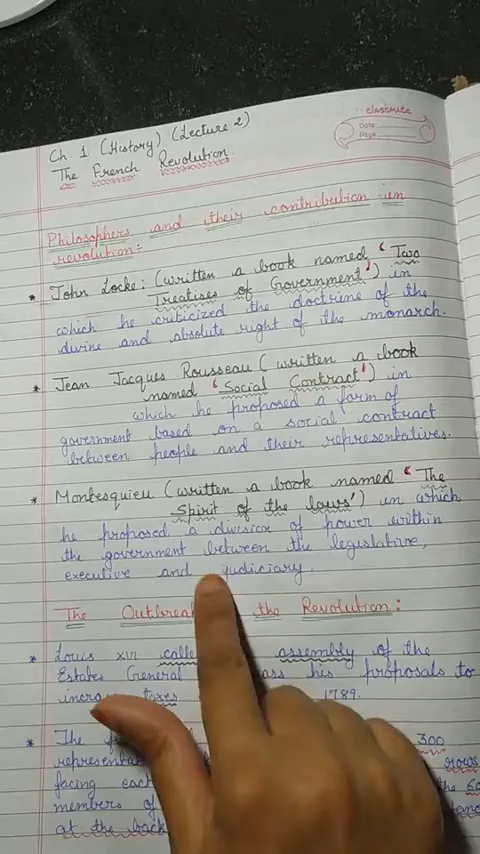 classmate
Date
Page
Ch 1 (History) (Lecture 2)
The French Revolution.
Philosophers and their contribution in
revolution:
* John Locke: (written a book named 'Two
Treatises of Government') in
which he criticized the doctrine of the
divine and absolute right of the monarch.
* Jean Jacques Rousseau (written a book
named 'Social Contract') in
which he proposed a form of
government based on a social contract
between people and their representatives.
* Montesquieu (written a book named "The
Spirit of the laws') in which
he proposed a division of power within
the government between the legislative,
executive and judiciary.
The Outbrea the Revolution:
* Louis XVI calle assembly of the
Estates General ass his proposals to
increa taxes 1789.
* The 300
represent rows
facing each the 60
members of
at the back